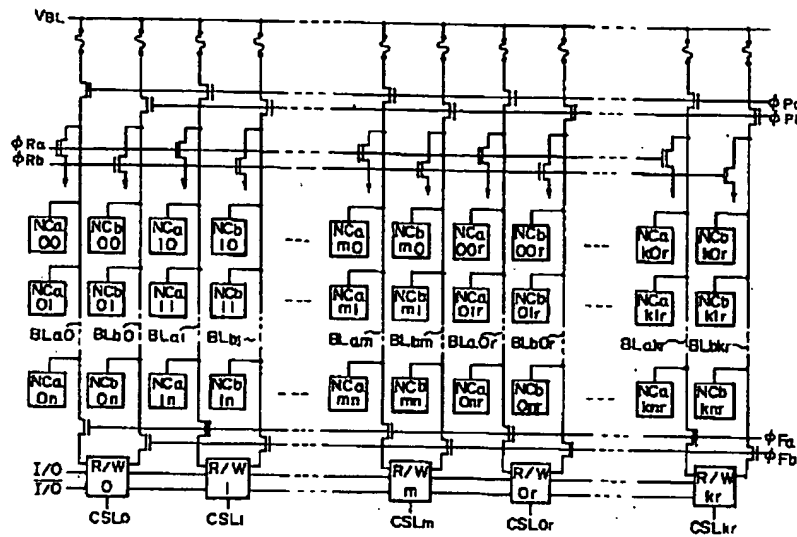 VBL
φPa
φPb
φRa
φRb
NCa 00 NCb 00 NCa 10 NCb 10 --- NCa m0 NCb m0 NCa 00r NCb 00r --- NCa k0r NCb k0r
NCa 01 NCb 01 NCa 11 NCb 11 --- NCa m1 NCb m1 NCa 01r NCb 01r --- NCa k1r NCb k1r
BLa0 BLb0 BLa1 BLb1 BLam BLbm BLa0r BLb0r BLakr BLbkr
NCa 0n NCb 0n NCa 1n NCb 1n --- NCa mn NCb mn NCa 0nr NCb 0nr --- NCa knr NCb knr
φFa
φFb
I/O
I/O
R/W 0 R/W 1 R/W m R/W 0r R/W kr
CSL0 CSL1 CSLm CSL0r CSLkr